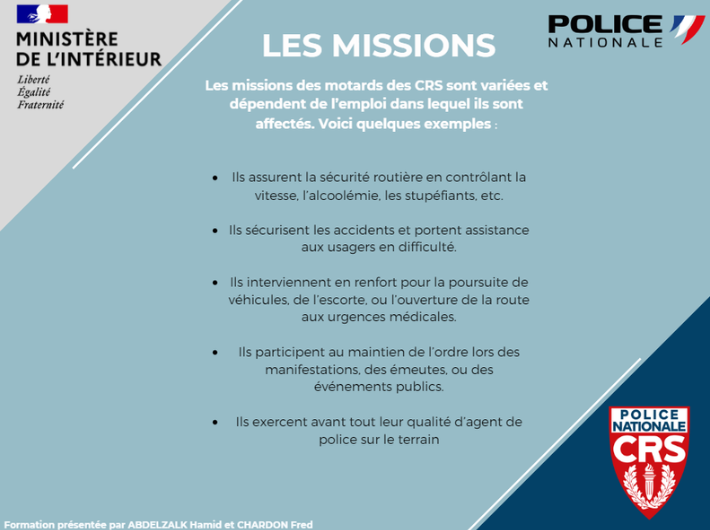 MINISTÈRE
DE L'INTÉRIEUR
Liberté
Égalité
Fraternité
POLICE
NATIONALE
LES MISSIONS
Les missions des motards des CRS sont variées et
dépendent de l'emploi dans lequel ils sont
affectés. Voici quelques exemples :
• Ils assurent la sécurité routière en contrôlant la
vitesse, l'alcoolémie, les stupéfiants, etc.
• Ils sécurisent les accidents et portent assistance
aux usagers en difficulté.
• Ils interviennent en renfort pour la poursuite de
véhicules, de l'escorte, ou l'ouverture de la route
aux urgences médicales.
• Ils participent au maintien de l'ordre lors des
manifestations, des émeutes, ou des
événements publics.
• Ils exercent avant tout leur qualité d'agent de
police sur le terrain
POLICE
NATIONALE
CRS
Formation présentée par ABDELZALK Hamid et CHARDON Fred